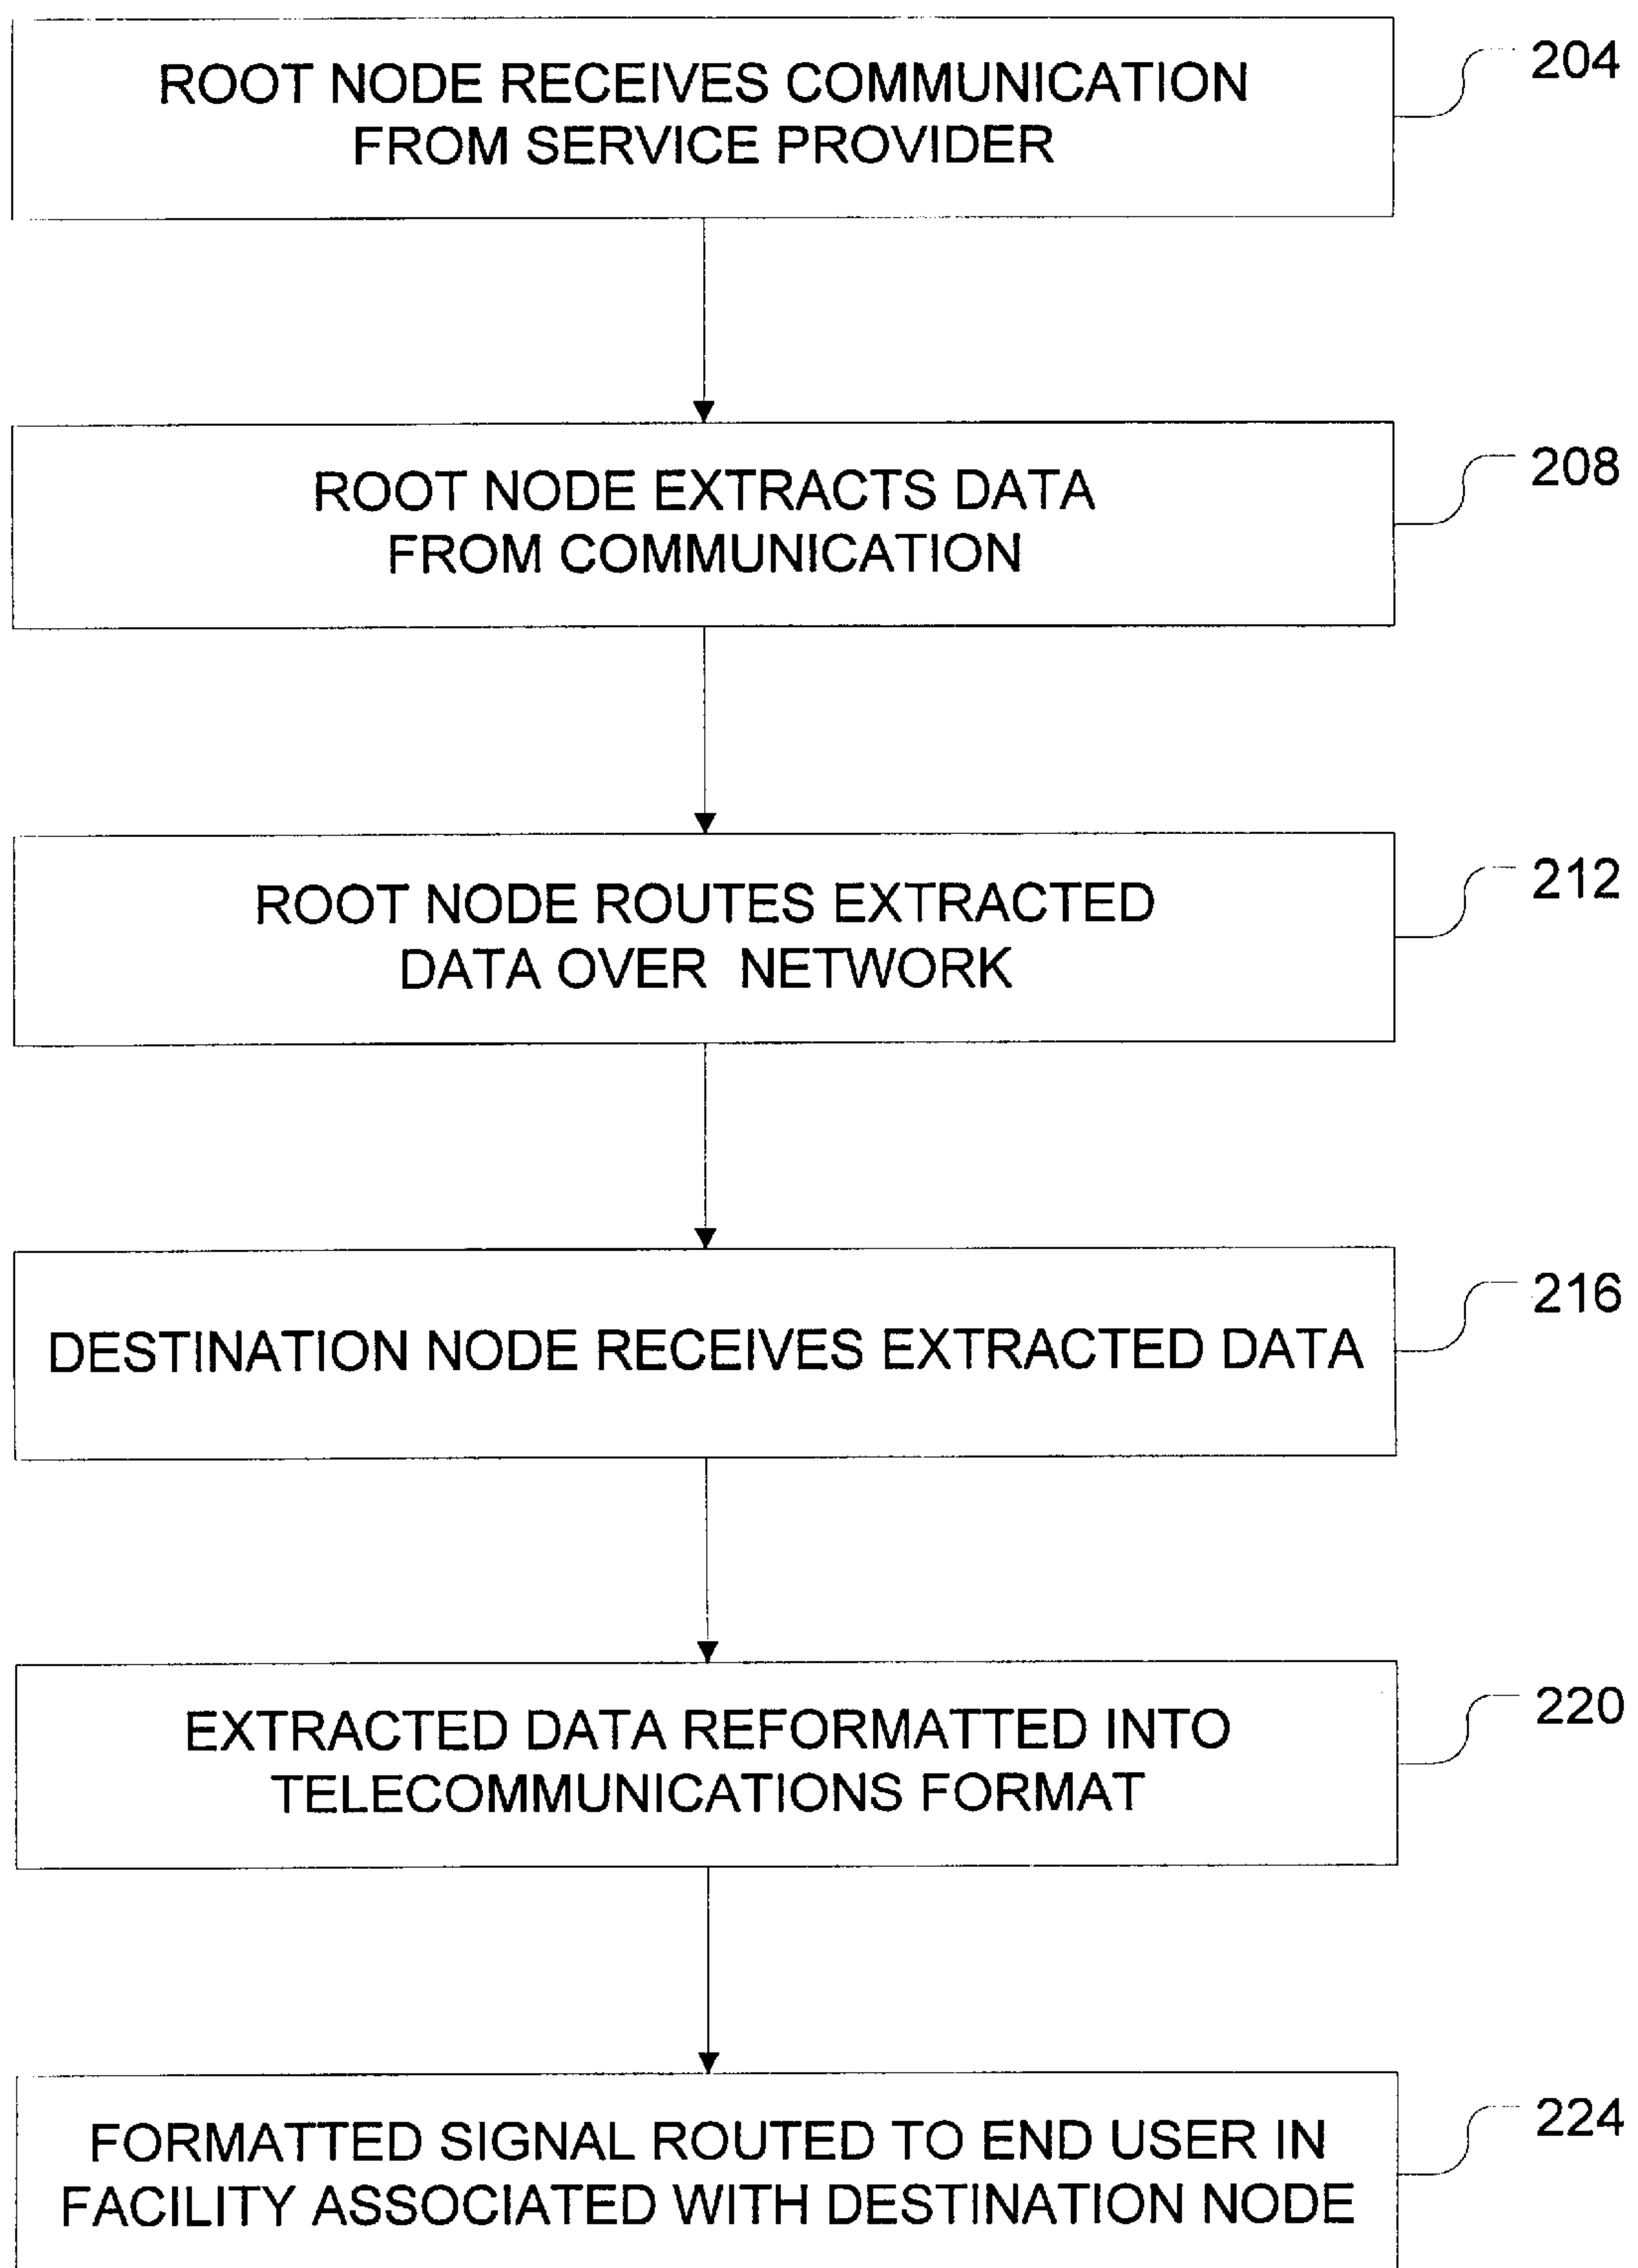 ROOT NODE RECEIVES COMMUNICATION
FROM SERVICE PROVIDER
204
ROOT NODE EXTRACTS DATA
FROM COMMUNICATION
208
ROOT NODE ROUTES EXTRACTED
DATA OVER NETWORK
212
DESTINATION NODE RECEIVES EXTRACTED DATA
216
EXTRACTED DATA REFORMATTED INTO
TELECOMMUNICATIONS FORMAT
220
FORMATTED SIGNAL ROUTED TO END USER IN
FACILITY ASSOCIATED WITH DESTINATION NODE
224